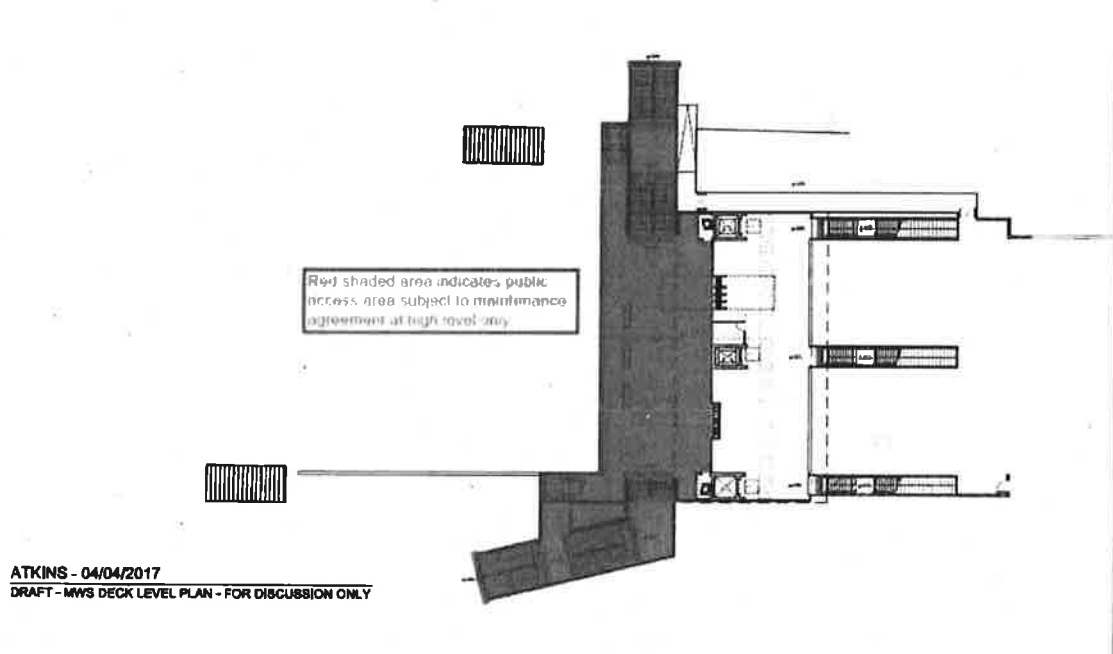 Red shaded area indicates public
access area subject to maintenance
agreement at high level only
ATKINS - 04/04/2017
DRAFT - MWS DECK LEVEL PLAN - FOR DISCUSSION ONLY